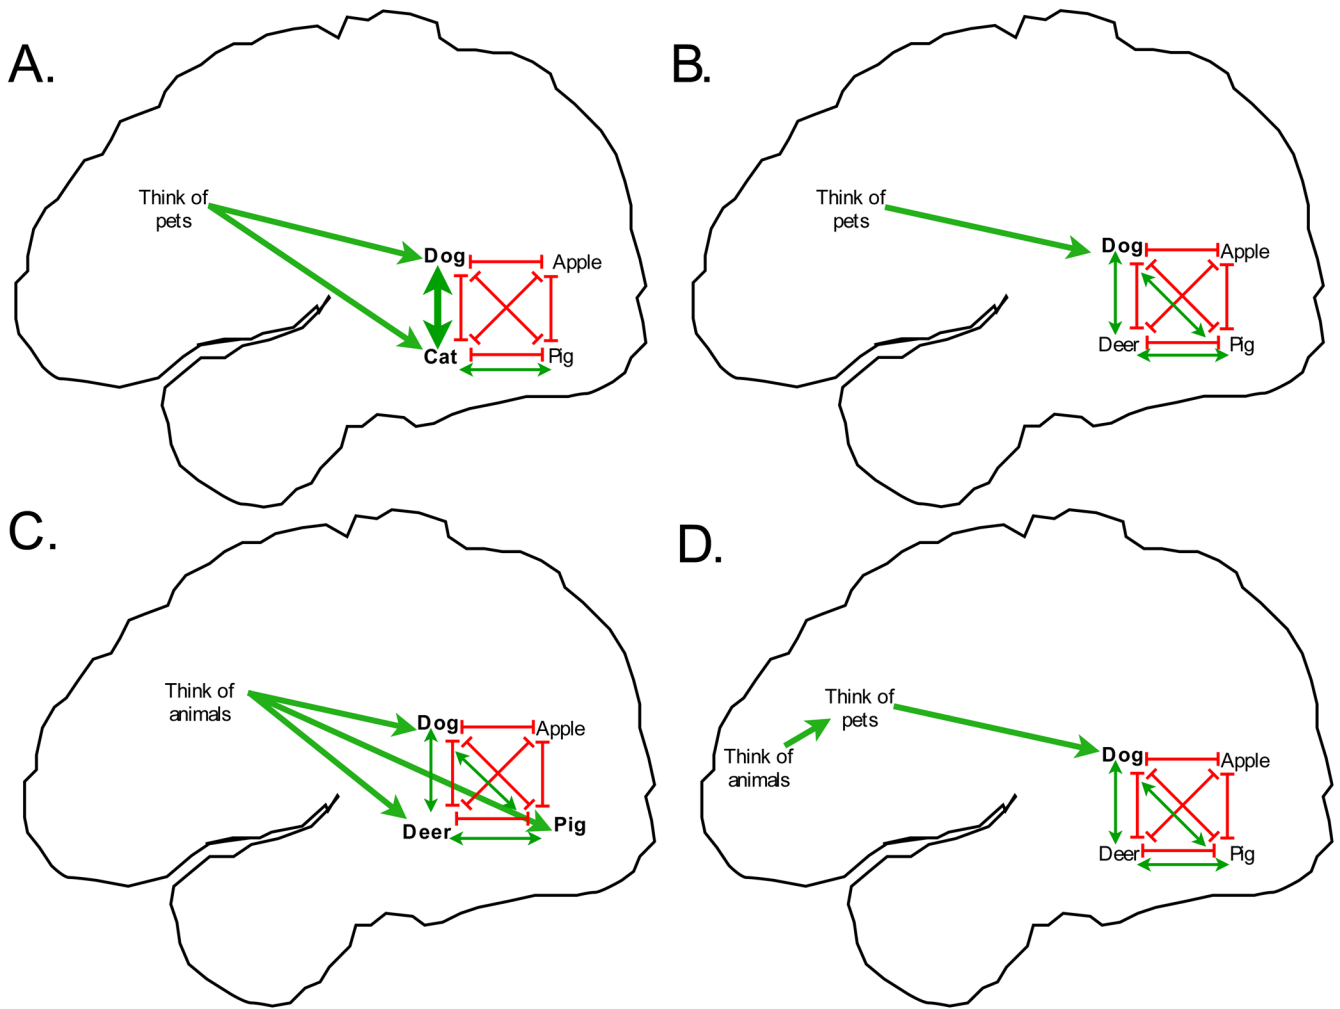 A.
Think of
pets
Dog
Apple
Cat
Pig
B.
Think of
pets
Dog
Apple
Deer
Pig
C.
Think of
animals
Dog
Apple
Deer
Pig
D.
Think of
pets
Think of
animals
Dog
Apple
Deer
Pig